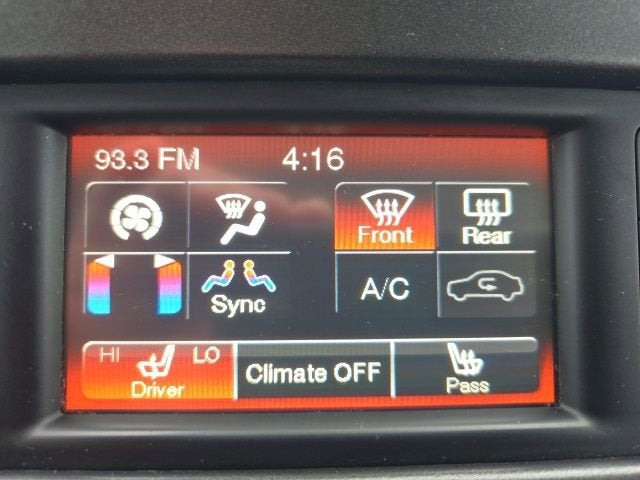 93.3 FM 4:16
Front Rear
Sync A/C
HI LO
Driver Climate OFF Pass